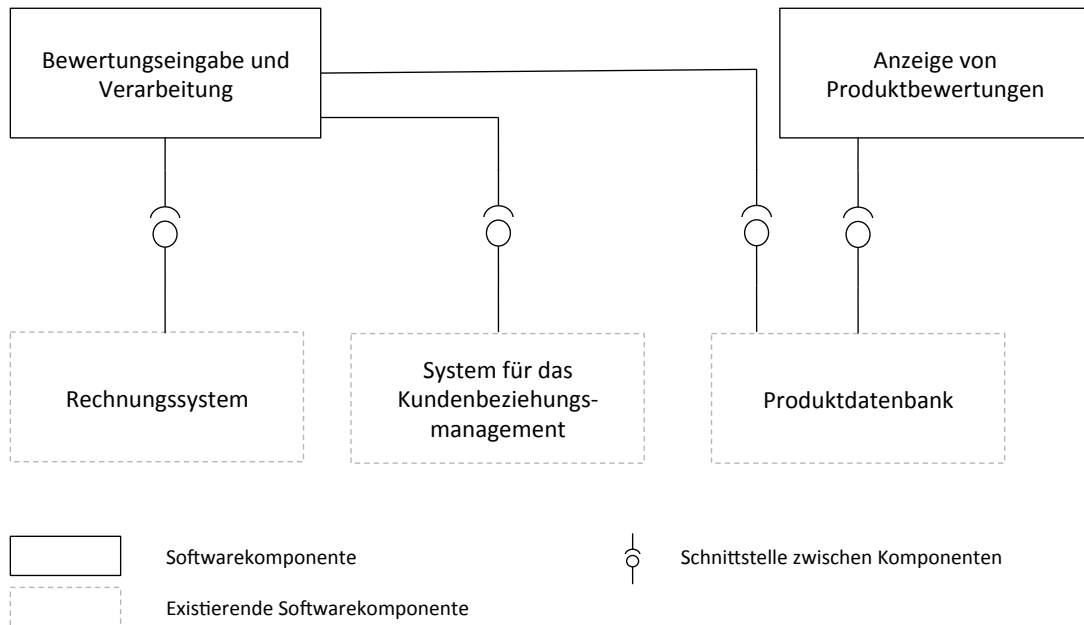 Bewertungseingabe und
Verarbeitung
Anzeige von
Produktbewertungen
Rechnungssystem
System für das
Kundenbeziehungs-
management
Produktdatenbank
Softwarekomponente
Schnittstelle zwischen Komponenten
Existierende Softwarekomponente